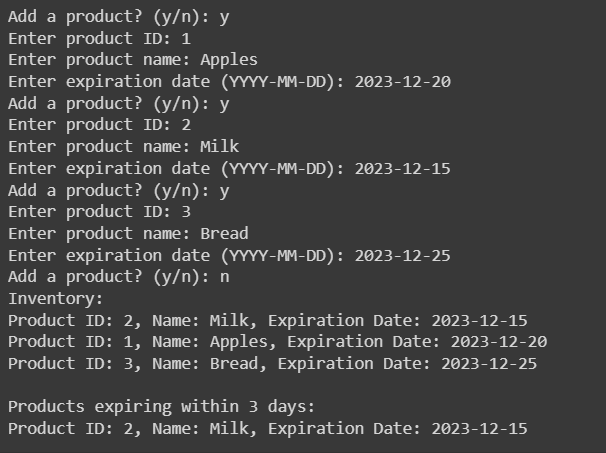 Add a product? (y/n): y
Enter product ID: 1
Enter product name: Apples
Enter expiration date (YYYY-MM-DD): 2023-12-20
Add a product? (y/n): y
Enter product ID: 2
Enter product name: Milk
Enter expiration date (YYYY-MM-DD): 2023-12-15
Add a product? (y/n): y
Enter product ID: 3
Enter product name: Bread
Enter expiration date (YYYY-MM-DD): 2023-12-25
Add a product? (y/n): n
Inventory:
Product ID: 2, Name: Milk, Expiration Date: 2023-12-15
Product ID: 1, Name: Apples, Expiration Date: 2023-12-20
Product ID: 3, Name: Bread, Expiration Date: 2023-12-25

Products expiring within 3 days:
Product ID: 2, Name: Milk, Expiration Date: 2023-12-15